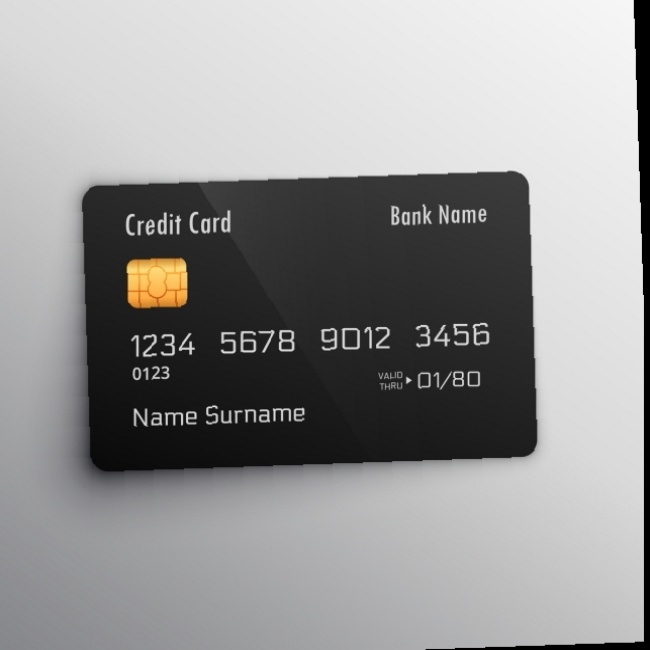 Credit Card
Bank Name
1234 5678 9012 3456
0123
VALID THRU 01/80
Name Surname